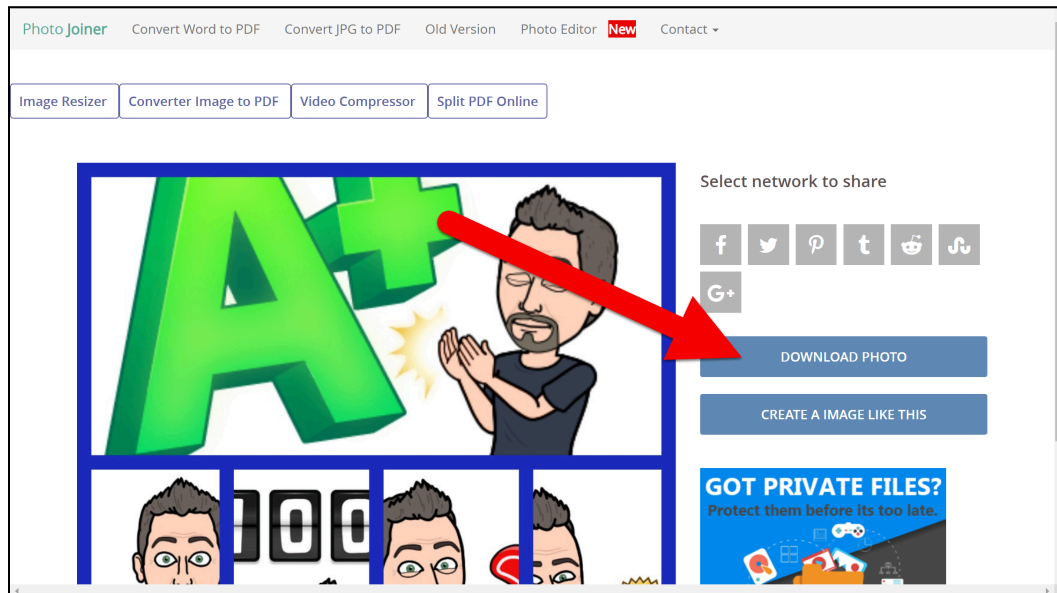 Photo Joiner Convert Word to PDF Convert JPG to PDF Old Version Photo Editor New Contact
Image Resizer Converter Image to PDF Video Compressor Split PDF Online
Select network to share
A+
f t G+
DOWNLOAD PHOTO
CREATE A IMAGE LIKE THIS
100
GOT PRIVATE FILES?
Protect them before its too late.